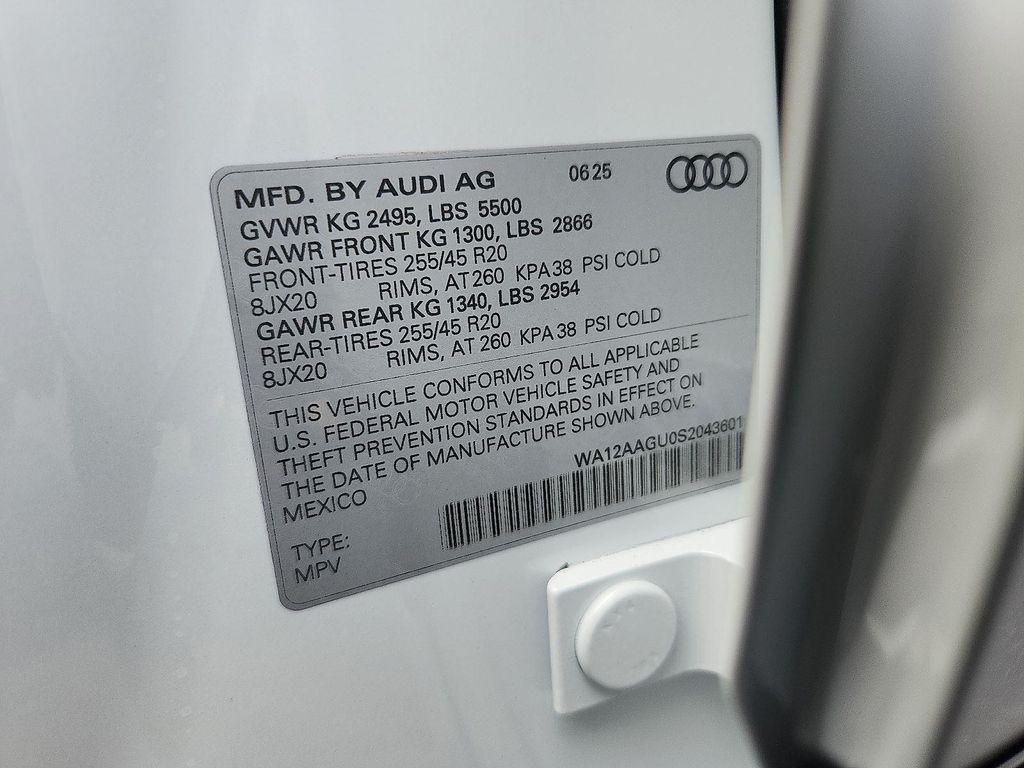 MFD. BY AUDI AG 06 25
GVWR KG 2495, LBS 5500
GAWR FRONT KG 1300, LBS 2866
FRONT-TIRES 255/45 R20
8JX20 RIMS, AT 260 KPA 38 PSI COLD
GAWR REAR KG 1340, LBS 2954
REAR-TIRES 255/45 R20
8JX20 RIMS, AT 260 KPA 38 PSI COLD
THIS VEHICLE CONFORMS TO ALL APPLICABLE
U.S. FEDERAL MOTOR VEHICLE SAFETY AND
THEFT PREVENTION STANDARDS IN EFFECT ON
THE DATE OF MANUFACTURE SHOWN ABOVE.
MEXICO WA12AAGU0S2043601
TYPE:
MPV